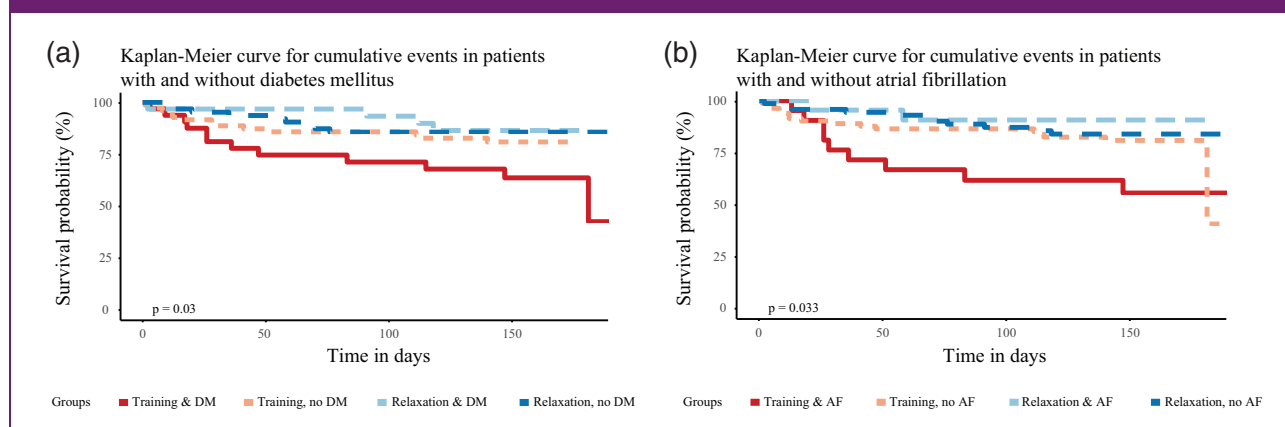 (a)
Kaplan-Meier curve for cumulative events in patients
with and without diabetes mellitus
Survival probability (%)
100
75
50
25
0
p = 0.03
0
50
100
150
Time in days
Groups
Training & DM
Training, no DM
Relaxation & DM
Relaxation, no DM
(b)
Kaplan-Meier curve for cumulative events in patients
with and without atrial fibrillation
Survival probability (%)
100
75
50
25
0
p = 0.033
0
50
100
150
Time in days
Groups
Training & AF
Training, no AF
Relaxation & AF
Relaxation, no AF